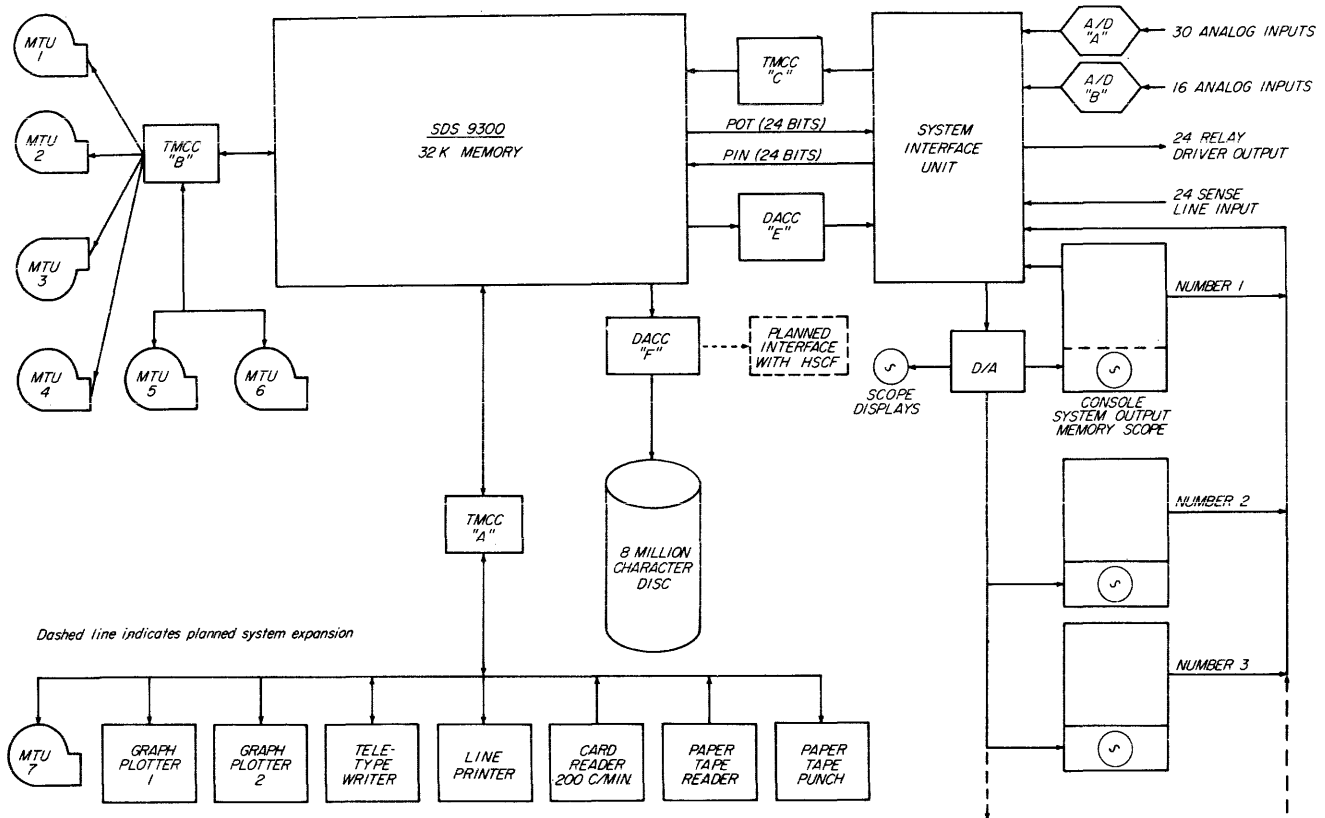 MTU
1
MTU
2
MTU
3
MTU
4
MTU
5
MTU
6
TMCC
"B"
SDS 9300
32 K MEMORY
TMCC
"C"
POT (24 BITS)
PIN (24 BITS)
DACC
"E"
SYSTEM
INTERFACE
UNIT
A/D
"A"
30 ANALOG INPUTS
A/D
"B"
16 ANALOG INPUTS
24 RELAY
DRIVER OUTPUT
24 SENSE
LINE INPUT
NUMBER 1
DACC
"F"
PLANNED
INTERFACE
WITH HSCF
D/A
SCOPE
DISPLAYS
CONSOLE
SYSTEM OUTPUT
MEMORY SCOPE
NUMBER 2
NUMBER 3
TMCC
"A"
8 MILLION
CHARACTER
DISC
Dashed line indicates planned system expansion
MTU
7
GRAPH
PLOTTER
1
GRAPH
PLOTTER
2
TELE-
TYPE
WRITER
LINE
PRINTER
CARD
READER
200 C/MIN.
PAPER
TAPE
READER
PAPER
TAPE
PUNCH